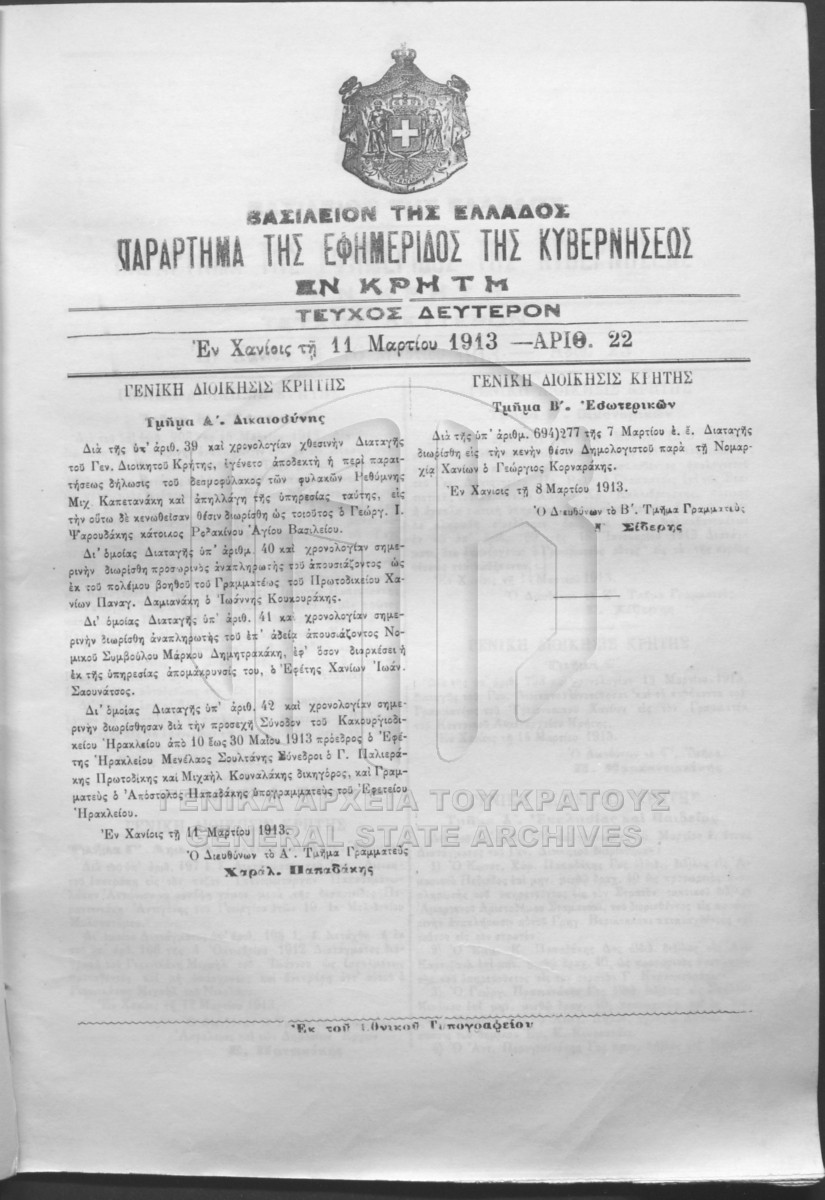 ΒΑΣΙΛΕΙΟΝ ΤΗΣ ΕΛΛΑΔΟΣ
ΠΑΡΑΡΤΗΜΑ ΤΗΣ ΕΦΗΜΕΡΙΔΟΣ ΤΗΣ ΚΥΒΕΡΝΗΣΕΩΣ
ΕΝ ΚΡΗΤΗ
ΤΕΥΧΟΣ ΔΕΥΤΕΡΟΝ
Ἐν Χανίοις τῇ 11 Μαρτίου 1913 —ΑΡΙΘ. 22
ΓΕΝΙΚΗ ΔΙΟΙΚΗΣΙΣ ΚΡΗΤΗΣ
Τμῆμα Α′. Δικαιοσύνης
Διὰ τῆς ὑπ' ἀριθ. 39 καὶ χρονολογίαν χθεσινὴν Διαταγῆς
τοῦ Γεν. Διοικητοῦ Κρήτης, ἐγένετο ἀποδεκτὴ ἡ περὶ παραι-
τήσεως δήλωσις τοῦ δεσμοφύλακος τῶν φυλακῶν Ρεθύμνης
Μιχ. Καπετανάκη καὶ ἀπηλλάγη τῆς ὑπηρεσίας ταύτης, εἰς
τὴν οὕτω δὲ κενωθεῖσαν θέσιν διωρίσθη ὡς τοιοῦτος ὁ Γεώργ. Ι.
Ψαρουδάκης κάτοικος Ροδακίνου Ἁγίου Βασιλείου.
Δι' ὁμοίας Διαταγῆς ὑπ' ἀριθμ. 40 καὶ χρονολογίαν σημε-
ρινὴν διωρίσθη προσωρινὸς ἀναπληρωτὴς τοῦ ἀπουσιάζοντος ὡς
ἐκ τοῦ πολέμου βοηθοῦ τοῦ Γραμματέως τοῦ Πρωτοδικείου Χα-
νίων Παναγ. Δαμιανάκη ὁ Ἰωάννης Κουκουράκης.
Δι' ὁμοίας Διαταγῆς ὑπ' ἀριθ. 41 καὶ χρονολογίαν σημε-
ρινὴν διωρίσθη ἀναπληρωτὴς τοῦ ἐπ' ἀδείᾳ ἀπουσιάζοντος Νο-
μικοῦ Συμβούλου Μάρκου Δημητρακάκη, ἐφ' ὅσον διαρκέσει ἡ
ἐκ τῆς ὑπηρεσίας ἀπομάκρυνσίς του, ὁ Ἐφέτης Χανίων Ἰωάν.
Σαουνάτσος.
Δι' ὁμοίας Διαταγῆς ὑπ' ἀριθ. 42 καὶ χρονολογίαν σημε-
ρινὴν διωρίσθησαν διὰ τὴν προσεχῆ Σύνοδον τοῦ Κακουργιοδι-
κείου Ἡρακλείου ἀπὸ 10 ἕως 30 Μαΐου 1913 πρόεδρος ὁ Ἐφέ-
της Ἡρακλείου Μενέλαος Σουλτάνης Σύνεδροι ὁ Γ. Παλιερά-
κης Πρωτοδίκης καὶ Μιχαὴλ Κουναλάκης δικηγόρος, καὶ Γραμ-
ματεὺς ὁ Ἀπόστολος Παπαδάκης ὑπογραμματεὺς τοῦ Ἐφετείου
Ἡρακλείου.
Ἐν Χανίοις τῇ 11 Μαρτίου 1913.
Ὁ Διευθύνων τὸ Α′. Τμῆμα Γραμματεὺς
Χαράλ. Παπαδάκης
ΓΕΝΙΚΗ ΔΙΟΙΚΗΣΙΣ ΚΡΗΤΗΣ
Τμῆμα Β′. Ἐσωτερικῶν
Διὰ τῆς ὑπ' ἀριθμ. 694)277 τῆς 7 Μαρτίου ἐ. ἔ. Διαταγῆς
διωρίσθη εἰς τὴν κενὴν θέσιν Δημολογιστοῦ παρὰ τῇ Νομαρ-
χίᾳ Χανίων ὁ Γεώργιος Κορναράκης.
Ἐν Χανίοις τῇ 8 Μαρτίου 1913.
Ὁ Διευθύνων τὸ Β′. Τμῆμα Γραμματεὺς
Σίδερης
ΓΕΝΙΚΑ ΑΡΧΕΙΑ ΤΟΥ ΚΡΑΤΟΥΣ
GENERAL STATE ARCHIVES
Ἐκ τοῦ Ἐθνικοῦ Τυπογραφείου